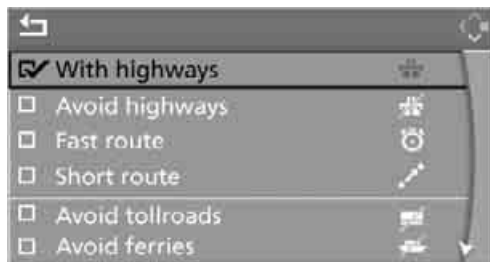 With highways
Avoid highways
Fast route
Short route
Avoid tollroads
Avoid ferries